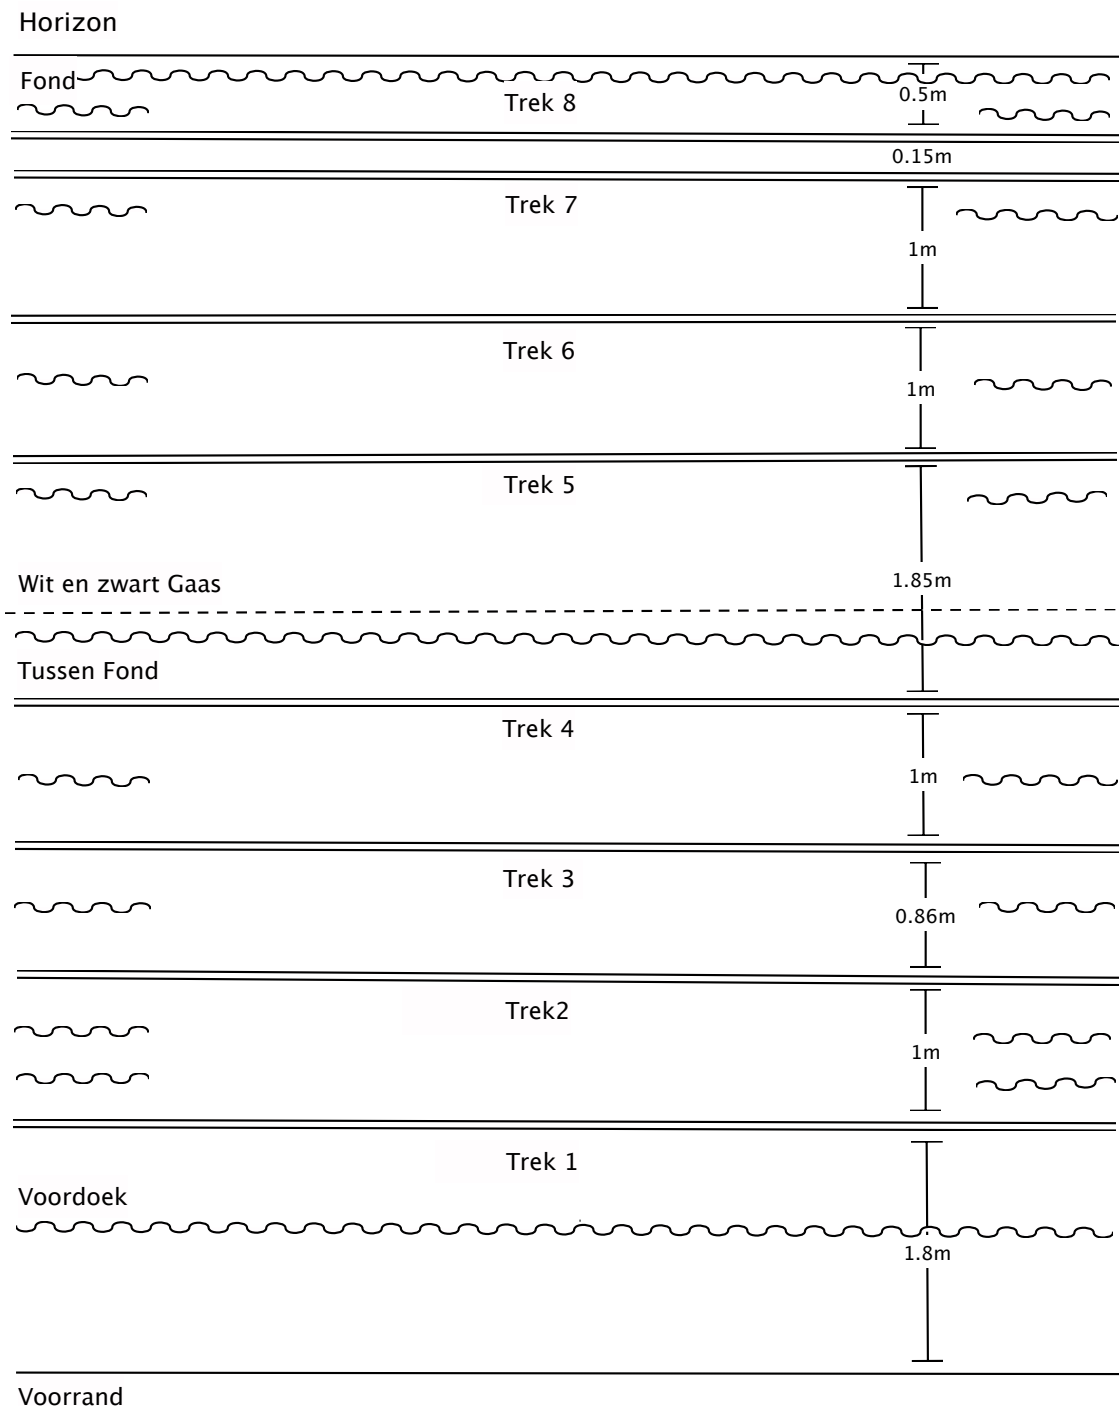 Horizon
Fond
Trek 8
0.5m
0.15m
Trek 7
1m
Trek 6
1m
Trek 5
Wit en zwart Gaas
1.85m
Tussen Fond
Trek 4
1m
Trek 3
0.86m
Trek2
1m
Trek 1
Voordoek
1.8m
Voorrand